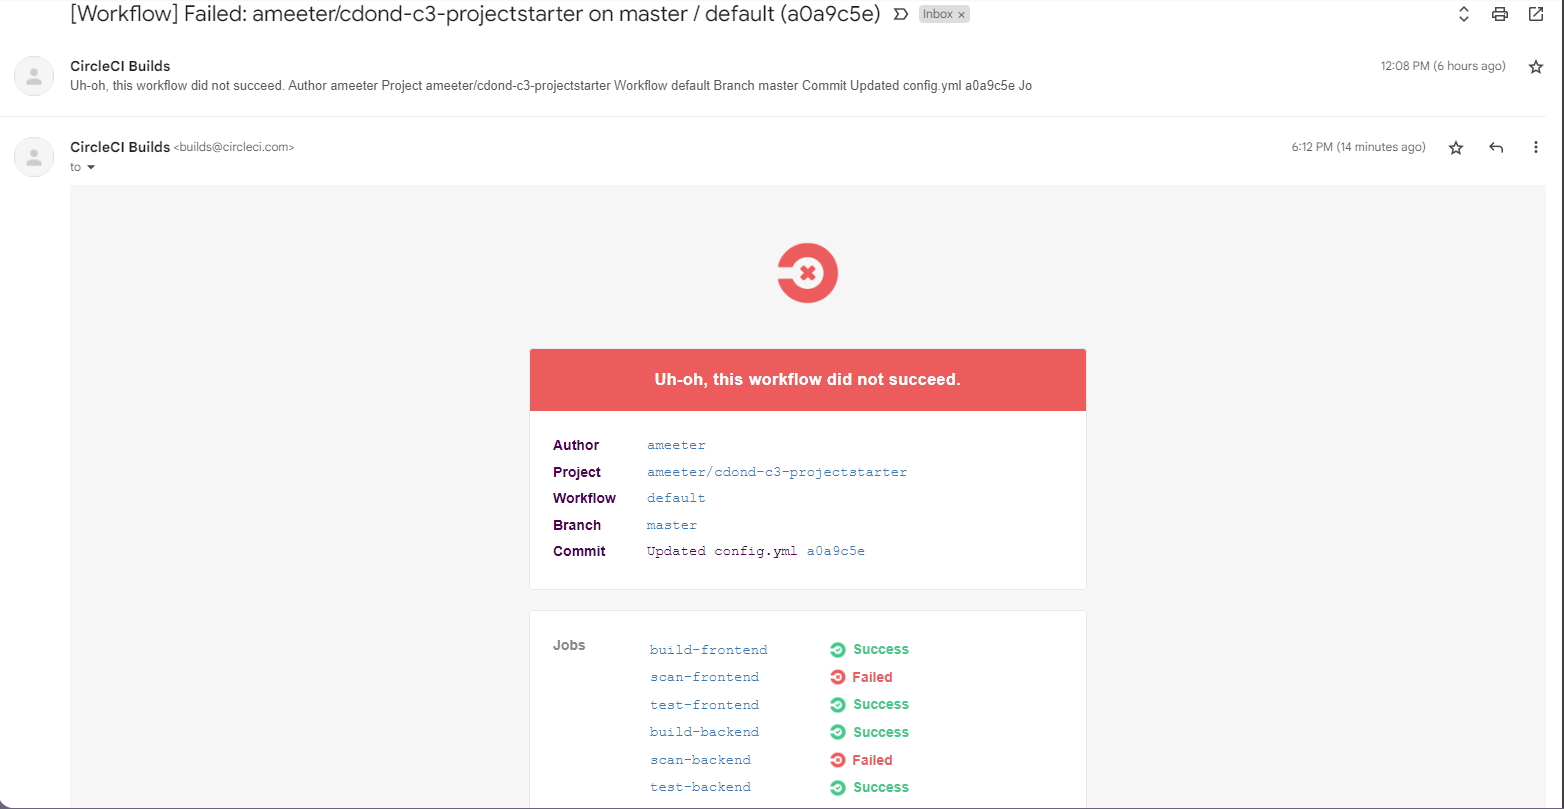 [Workflow] Failed: ameeter/cdond-c3-projectstarter on master / default (a0a9c5e) Inbox ×
CircleCI Builds 12:08 PM (6 hours ago)
Uh-oh, this workflow did not succeed. Author ameeter Project ameeter/cdond-c3-projectstarter Workflow default Branch master Commit Updated config.yml a0a9c5e Jo
CircleCI Builds <builds@circleci.com> 6:12 PM (14 minutes ago)
to
Uh-oh, this workflow did not succeed.
Author ameeter
Project ameeter/cdond-c3-projectstarter
Workflow default
Branch master
Commit Updated config.yml a0a9c5e
Jobs build-frontend Success
scan-frontend Failed
test-frontend Success
build-backend Success
scan-backend Failed
test-backend Success